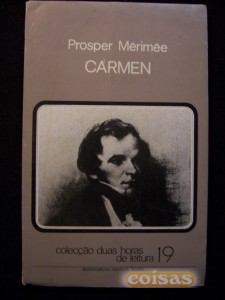 Prosper Mérimée
CARMEN
colecção duas horas
de leitura 19
coisas